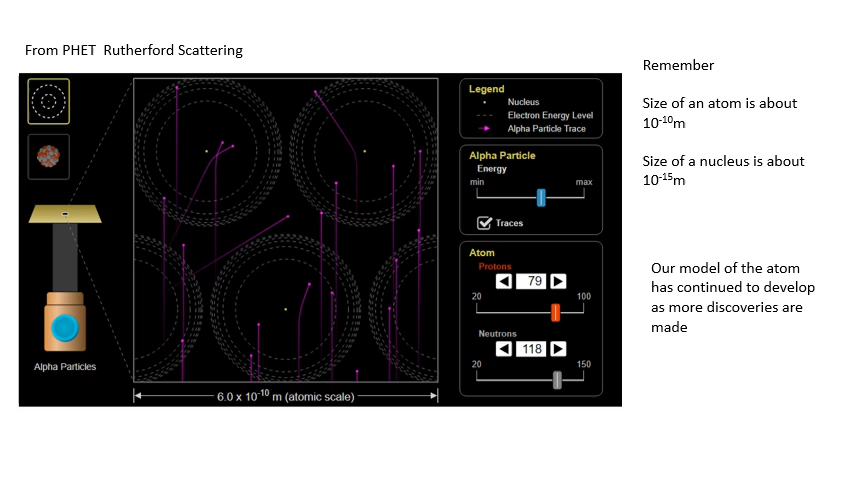 From PHET  Rutherford Scattering
Remember
Size of an atom is about
10-10m
Size of a nucleus is about
10-15m
Our model of the atom
has continued to develop
as more discoveries are
made
Legend
Nucleus
Electron Energy Level
Alpha Particle Trace
Alpha Particle
Energy
min max
Traces
Atom
Protons
79
20 100
Neutrons
118
20 150
Alpha Particles
6.0 x 10-10 m (atomic scale)